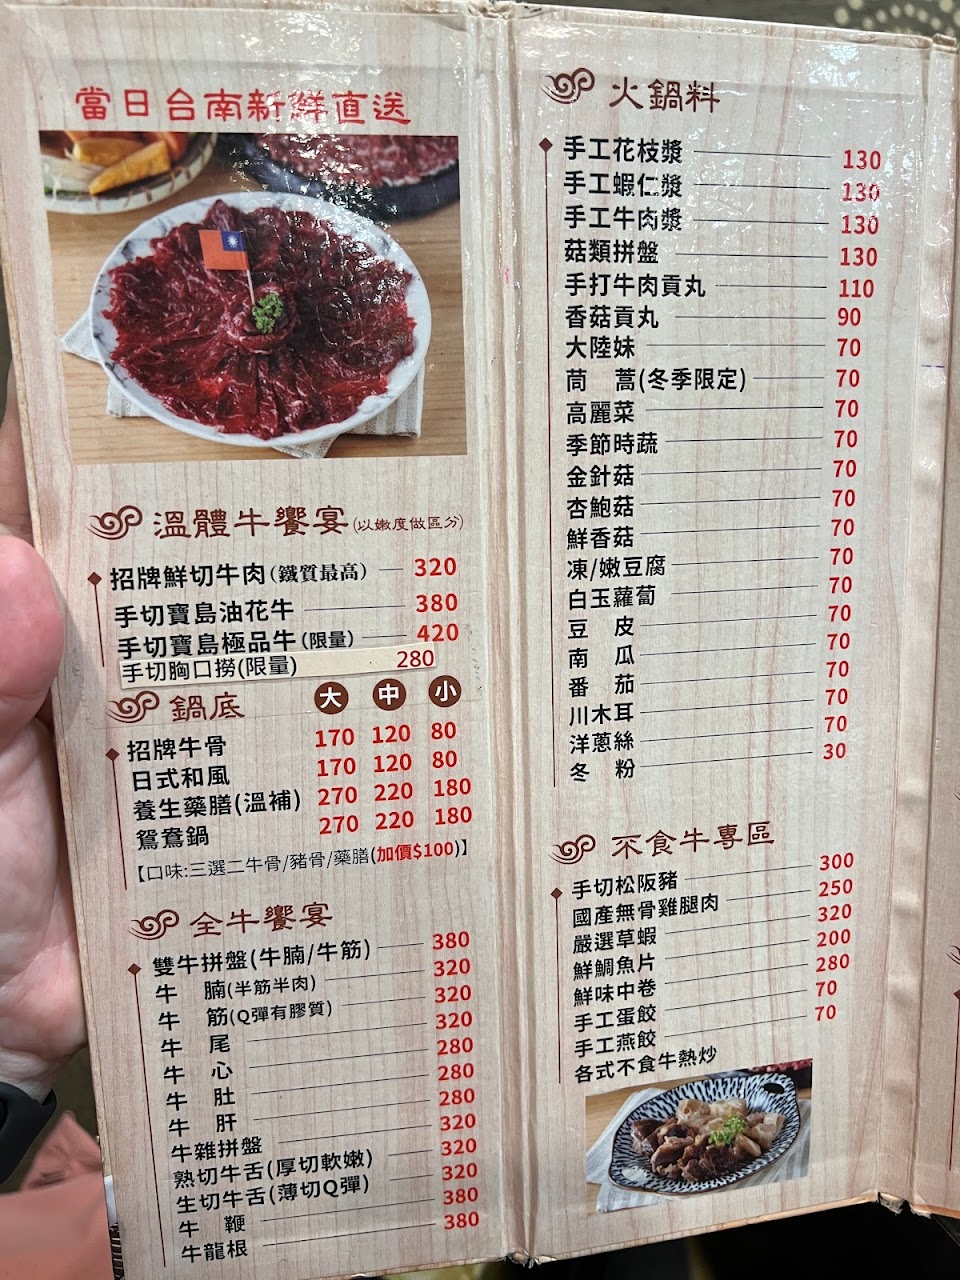 當日台南新鮮直送
溫體牛饗宴(以嫩度做區分)
招牌鮮切牛肉(鐵質最高) 320
手切寶島油花牛 380
手切寶島極品牛(限量) 420
手切胸口撈(限量) 280
鍋底 大 中 小
招牌牛骨 170 120 80
日式和風 170 120 80
養生藥膳(溫補) 270 220 180
鴛鴦鍋 270 220 180
【口味:三選二牛骨/豬骨/藥膳(加價$100)】
全牛饗宴
雙牛拼盤(牛腩/牛筋) 380
牛 腩(半筋半肉) 320
牛 筋(Q彈有膠質) 320
牛 尾 320
牛 心 280
牛 肚 280
牛 肝 280
牛雜拼盤 320
熟切牛舌(厚切軟嫩) 320
生切牛舌(薄切Q彈) 320
牛 鞭 380
牛龍根 380
火鍋料
手工花枝漿 130
手工蝦仁漿 130
手工牛肉漿 130
菇類拼盤 130
手打牛肉貢丸 110
香菇貢丸 90
大陸妹 70
茼 蒿(冬季限定) 70
高麗菜 70
季節時蔬 70
金針菇 70
杏鮑菇 70
鮮香菇 70
凍/嫩豆腐 70
白玉蘿蔔 70
豆 皮 70
南 瓜 70
番 茄 70
川木耳 70
洋蔥絲 70
冬 粉 30
不食牛專區
手切松阪豬 300
國產無骨雞腿肉 250
嚴選草蝦 320
鮮鯛魚片 200
鮮味中卷 280
手工蛋餃 70
手工燕餃 70
各式不食牛熱炒